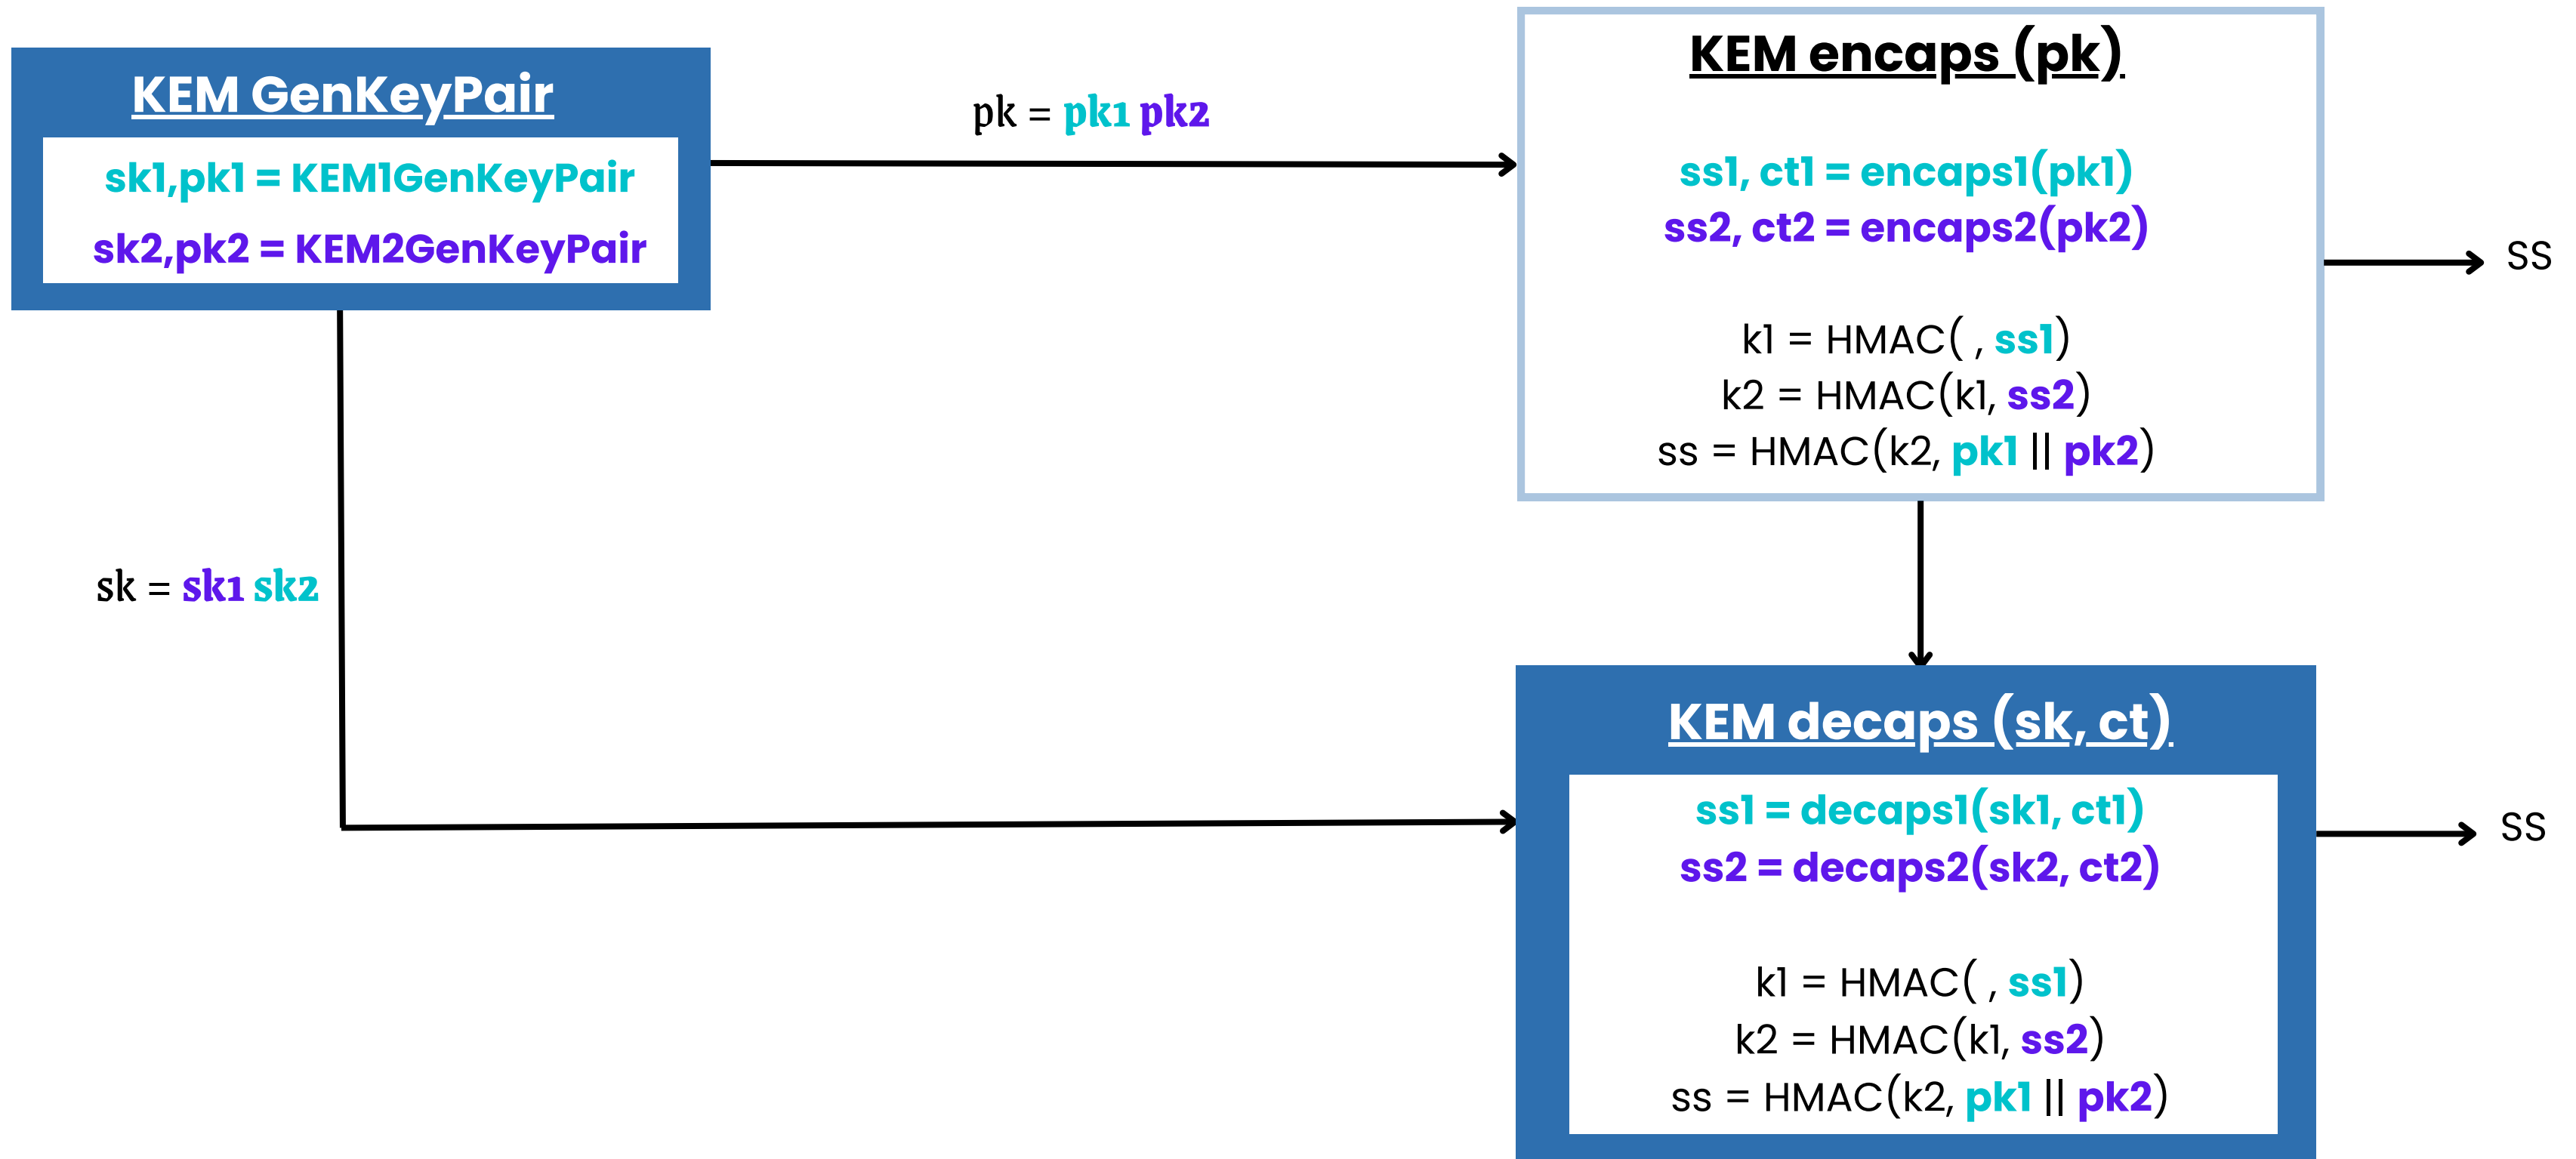 KEM GenKeyPair
sk1,pk1 = KEM1GenKeyPair
sk2,pk2 = KEM2GenKeyPair
pk = pk1 pk2
KEM encaps (pk)
ss1, ct1 = encaps1(pk1)
ss2, ct2 = encaps2(pk2)
k1 = HMAC( , ss1)
k2 = HMAC(k1, ss2)
ss = HMAC(k2, pk1 || pk2)
ss
sk = sk1 sk2
KEM decaps (sk, ct)
ss1 = decaps1(sk1, ct1)
ss2 = decaps2(sk2, ct2)
k1 = HMAC( , ss1)
k2 = HMAC(k1, ss2)
ss = HMAC(k2, pk1 || pk2)
ss